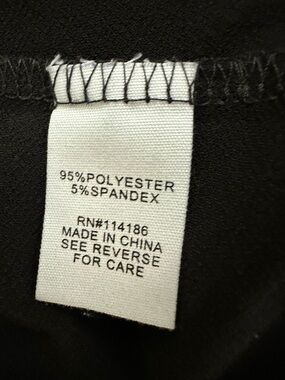 95%POLYESTER
5%SPANDEX
RN#114186
MADE IN CHINA
SEE REVERSE
FOR CARE